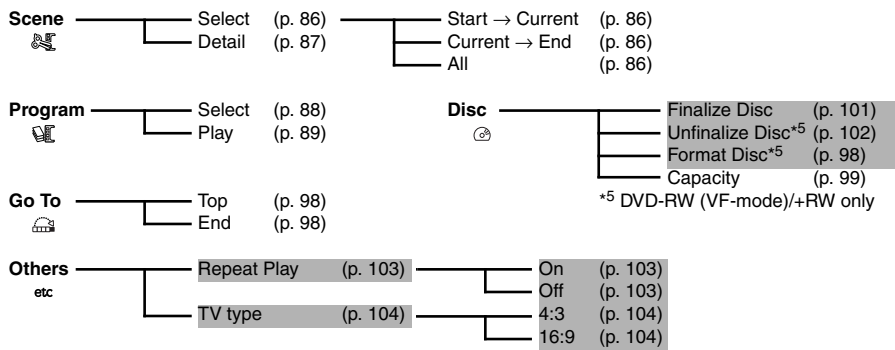 Scene Select (p. 86) Start → Current (p. 86)
Detail (p. 87) Current → End (p. 86)
All (p. 86)
Program Select (p. 88)
Play (p. 89)
Disc Finalize Disc (p. 101)
Unfinalize Disc*5 (p. 102)
Format Disc*5 (p. 98)
Capacity (p. 99)
*5 DVD-RW (VF-mode)/+RW only
Go To Top (p. 98)
End (p. 98)
Others Repeat Play (p. 103) On (p. 103)
etc Off (p. 103)
TV type (p. 104) 4:3 (p. 104)
16:9 (p. 104)